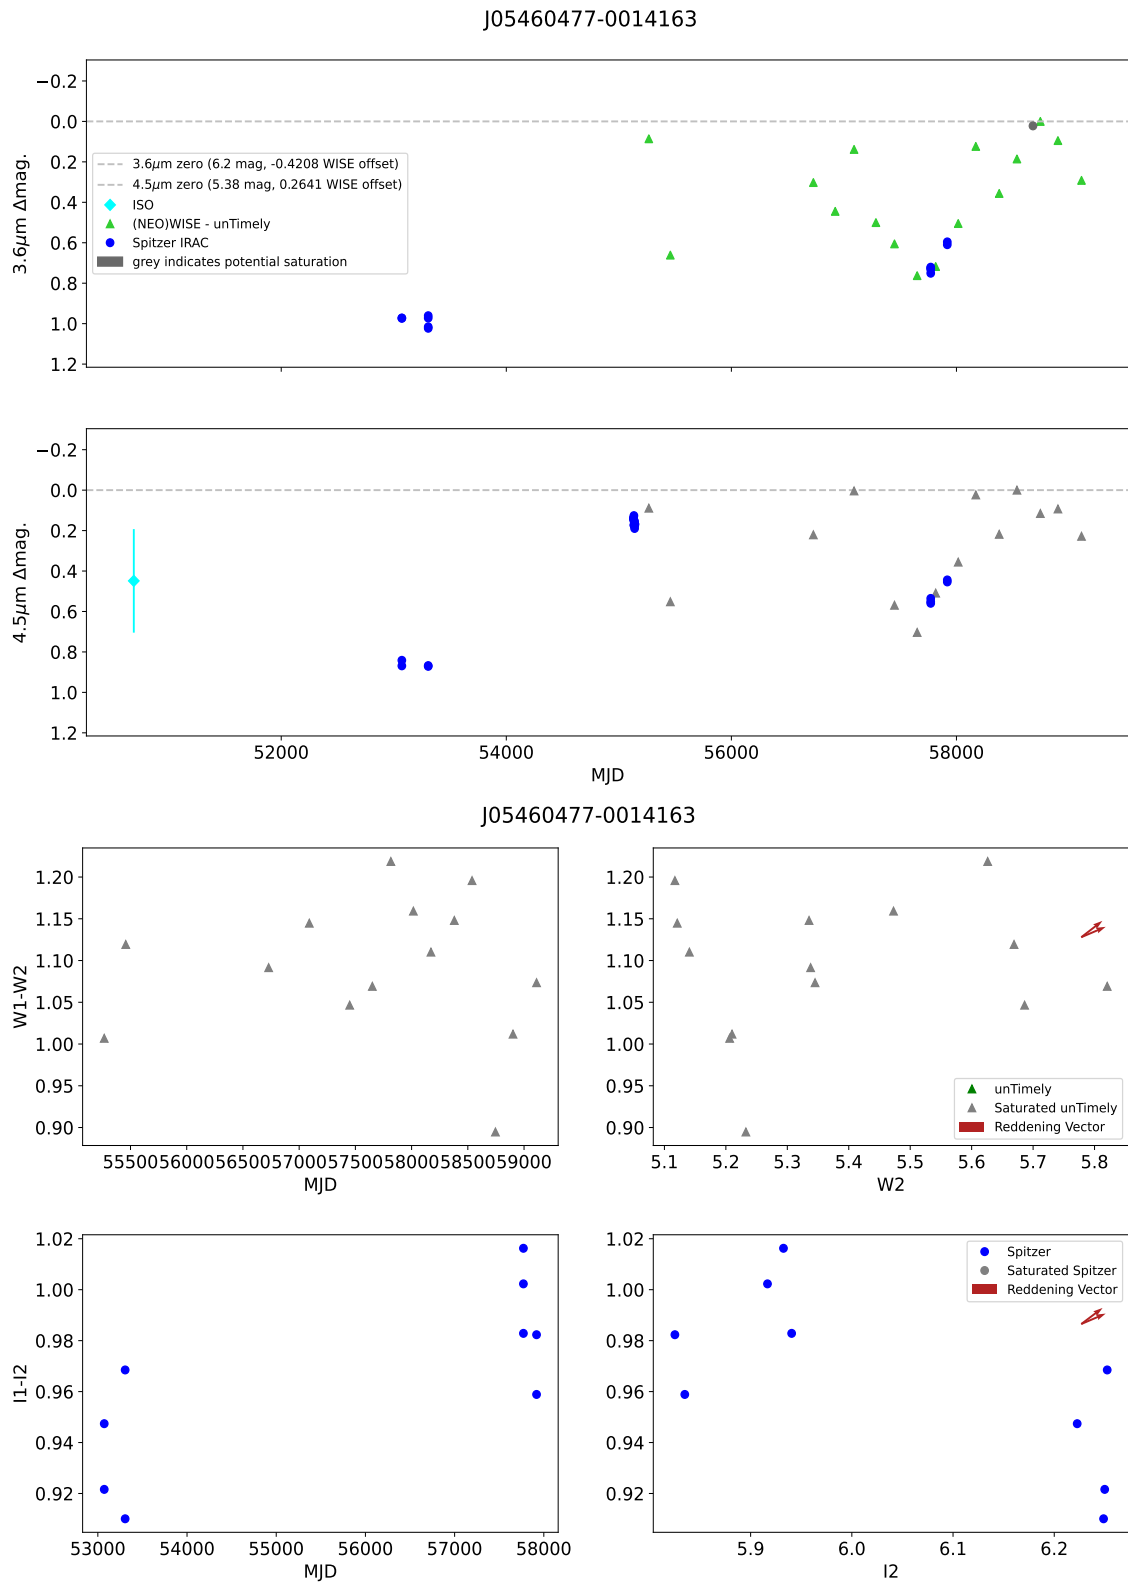 J05460477-0014163
−0.2
0.0
0.2
0.4
0.6
0.8
1.0
1.2
3.6μm Δmag.
3.6μm zero (6.2 mag, -0.4208 WISE offset)
4.5μm zero (5.38 mag, 0.2641 WISE offset)
ISO
(NEO)WISE - unTimely
Spitzer IRAC
grey indicates potential saturation
−0.2
0.0
0.2
0.4
0.6
0.8
1.0
1.2
4.5μm Δmag.
52000 54000 56000 58000
MJD
J05460477-0014163
1.20
1.15
1.10
1.05
1.00
0.95
0.90
W1-W2
55500 56000 56500 57000 57500 58000 58500 59000
MJD
1.20
1.15
1.10
1.05
1.00
0.95
0.90
unTimely
Saturated unTimely
Reddening Vector
5.1 5.2 5.3 5.4 5.5 5.6 5.7 5.8
W2
1.02
1.00
0.98
0.96
0.94
0.92
I1-I2
53000 54000 55000 56000 57000 58000
MJD
1.02
1.00
0.98
0.96
0.94
0.92
Spitzer
Saturated Spitzer
Reddening Vector
5.9 6.0 6.1 6.2
I2